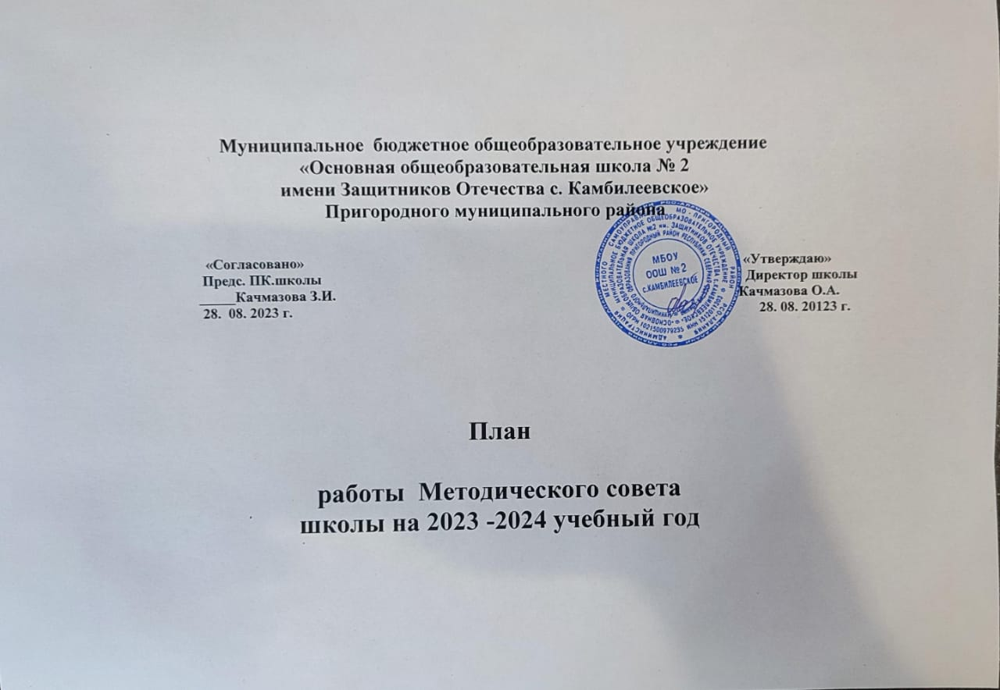 Муниципальное бюджетное общеобразовательное учреждение
«Основная общеобразовательная школа № 2
имени Защитников Отечества с. Камбилеевское»
Пригородного муниципального района
«Согласовано»
Предс. ПК.школы
_____Качмазова З.И.
28. 08. 2023 г.
«Утверждаю»
Директор школы
Качмазова О.А.
28. 08. 20123 г.
МБОУ
ООШ №2
с.КАМБИЛЕЕВСКОЕ
План
работы Методического совета
школы на 2023 -2024 учебный год